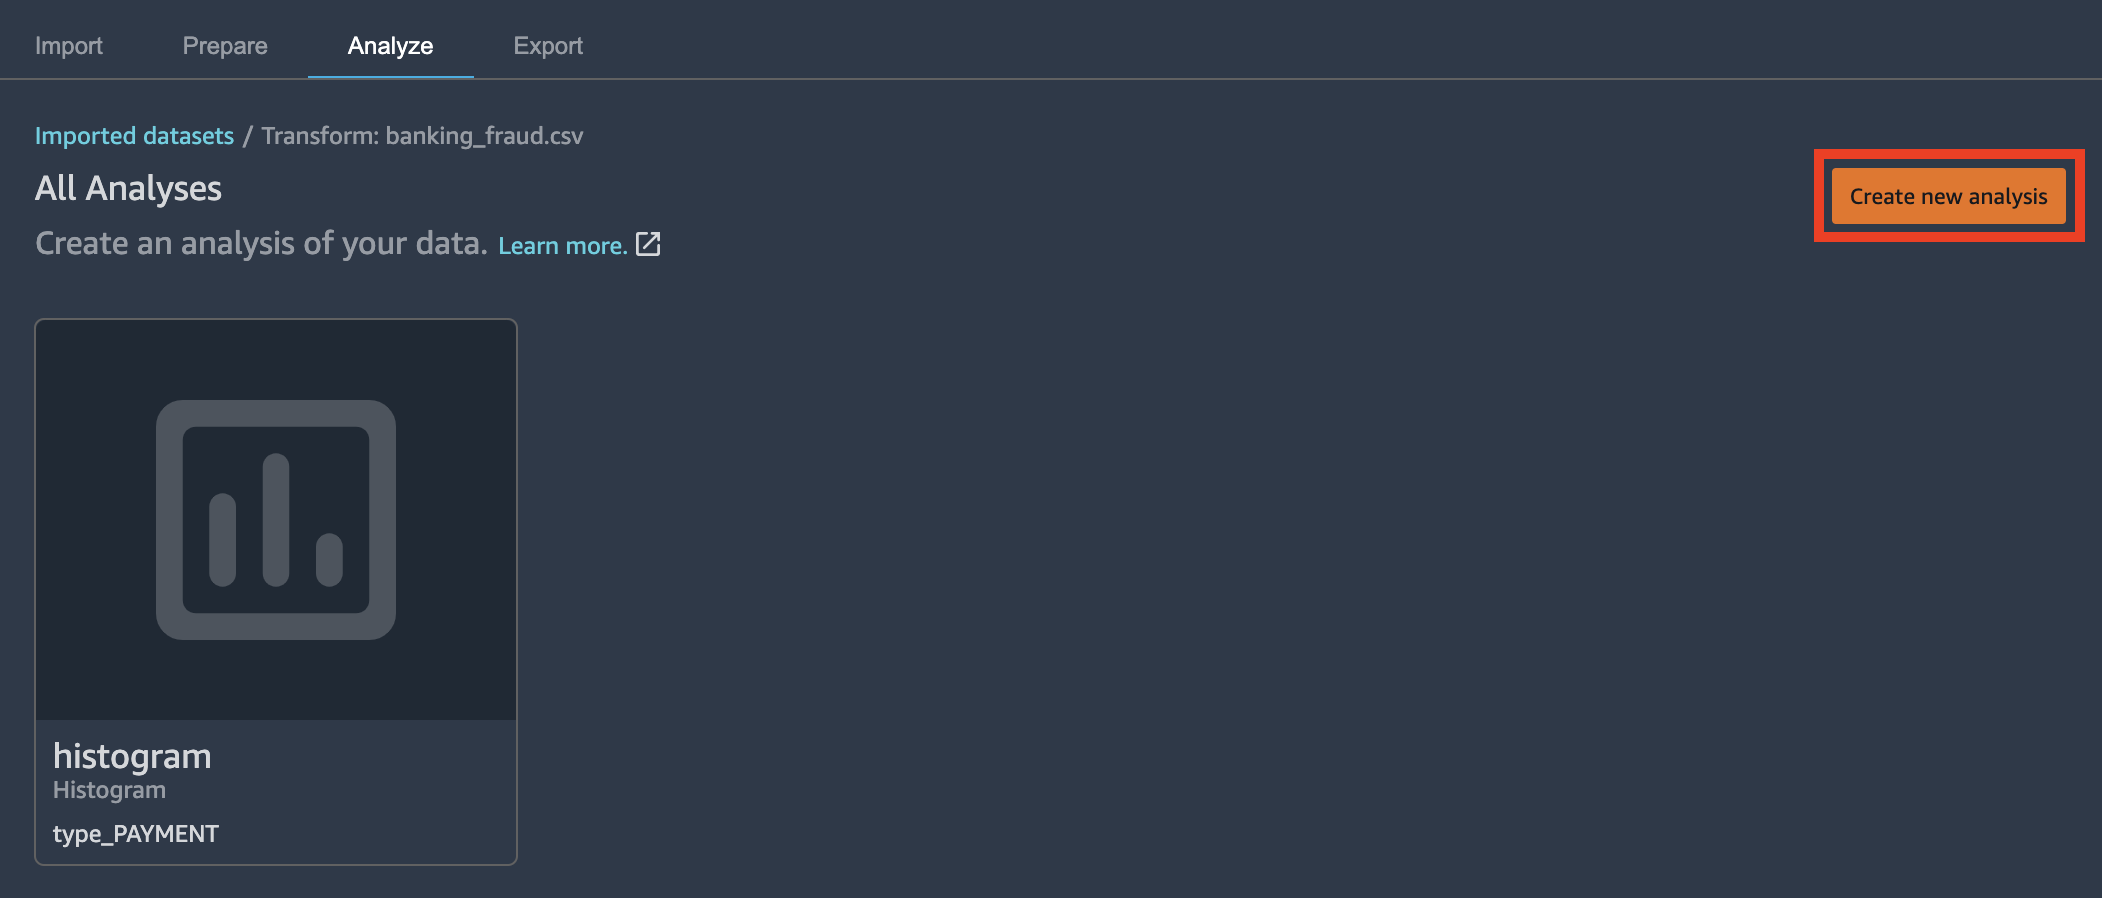 Import Prepare Analyze Export
Imported datasets / Transform: banking_fraud.csv
All Analyses
Create new analysis
Create an analysis of your data. Learn more.
histogram
Histogram
type_PAYMENT